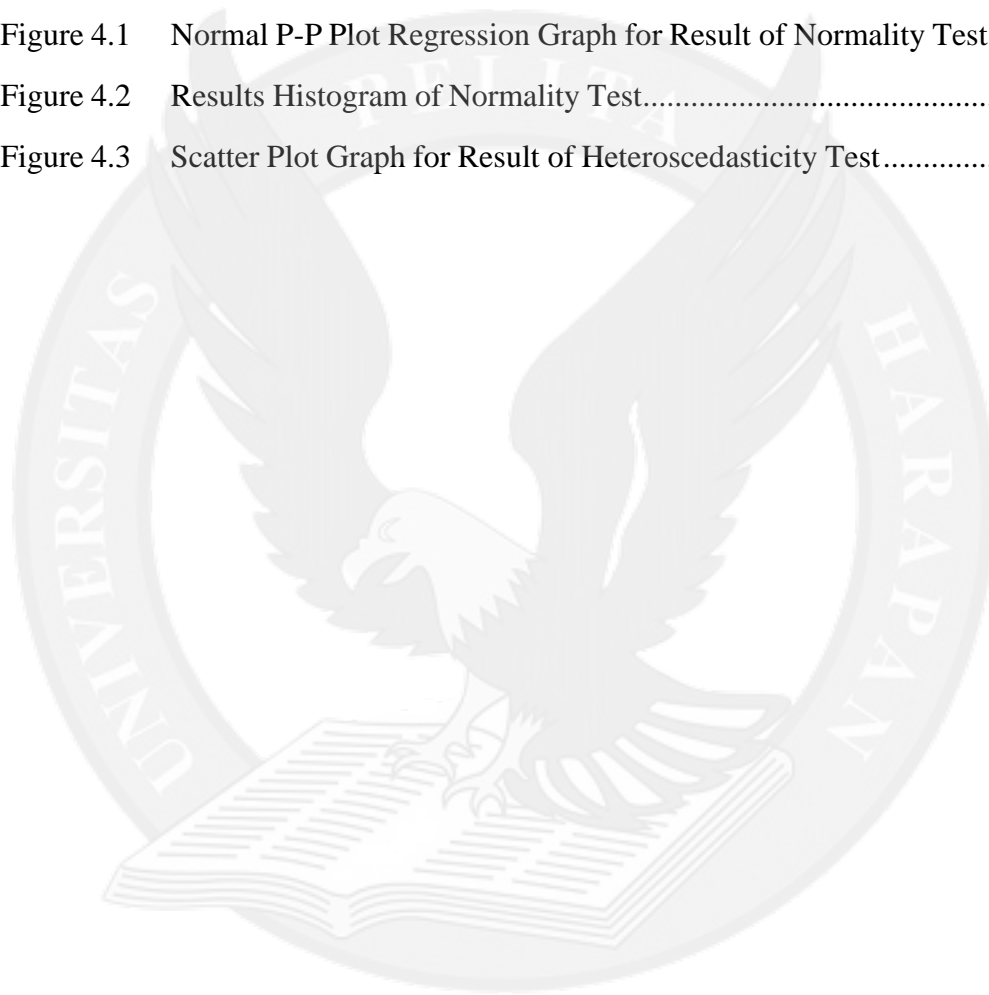 Figure 4.1 Normal P-P Plot Regression Graph for Result of Normality Test
Figure 4.2 Results Histogram of Normality Test.......................................
Figure 4.3 Scatter Plot Graph for Result of Heteroscedasticity Test.............
UNIVERSITAS PELITA HARAPAN